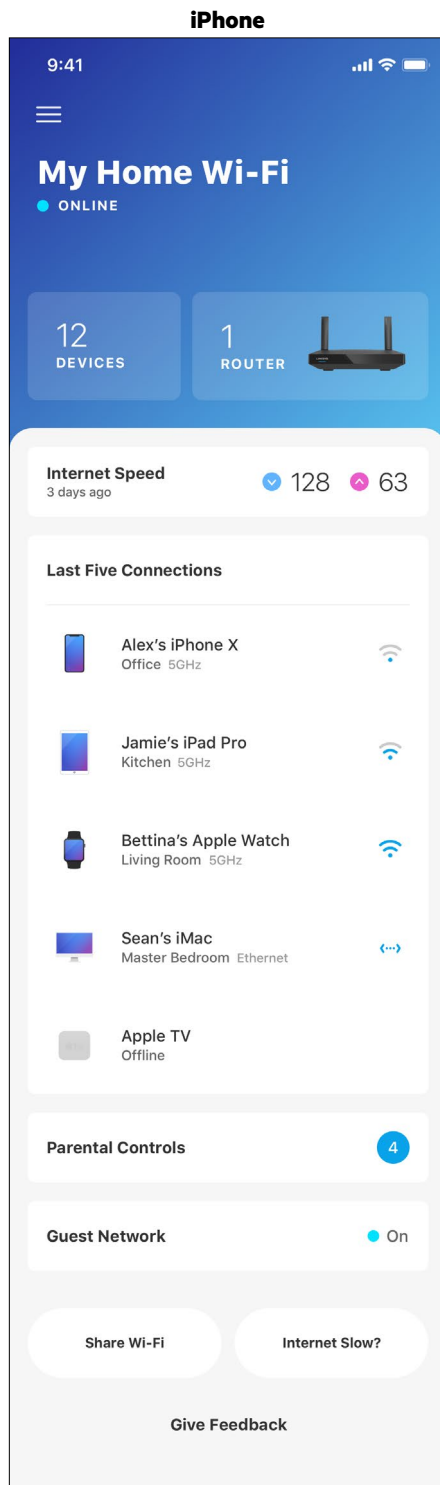 iPhone
9:41
My Home Wi-Fi
ONLINE
12
DEVICES
1
ROUTER
Internet Speed
3 days ago
128
63
Last Five Connections
Alex's iPhone X
Office 5GHz
Jamie's iPad Pro
Kitchen 5GHz
Bettina's Apple Watch
Living Room 5GHz
Sean's iMac
Master Bedroom Ethernet
Apple TV
Offline
Parental Controls
4
Guest Network
On
Share Wi-Fi
Internet Slow?
Give Feedback